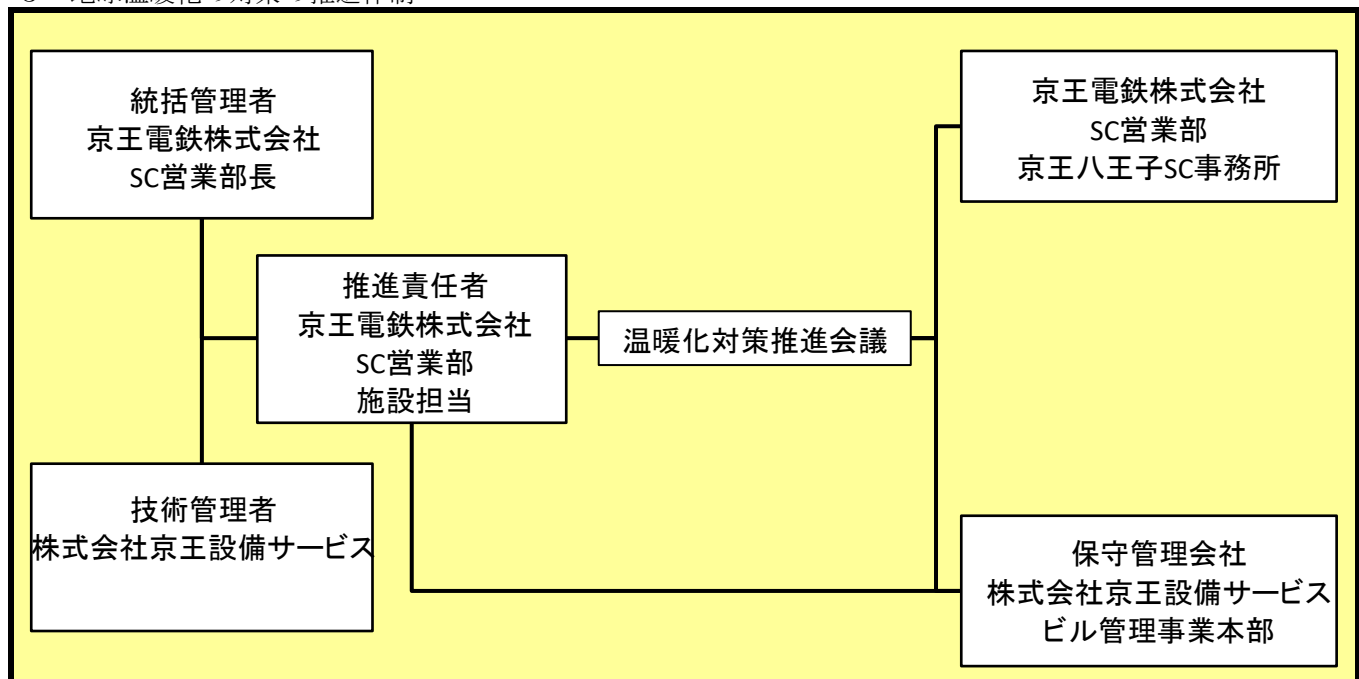 統括管理者
京王電鉄株式会社
SC営業部長
京王電鉄株式会社
SC営業部
京王八王子SC事務所
推進責任者
京王電鉄株式会社
SC営業部
施設担当
温暖化対策推進会議
技術管理者
株式会社京王設備サービス
保守管理会社
株式会社京王設備サービス
ビル管理事業本部